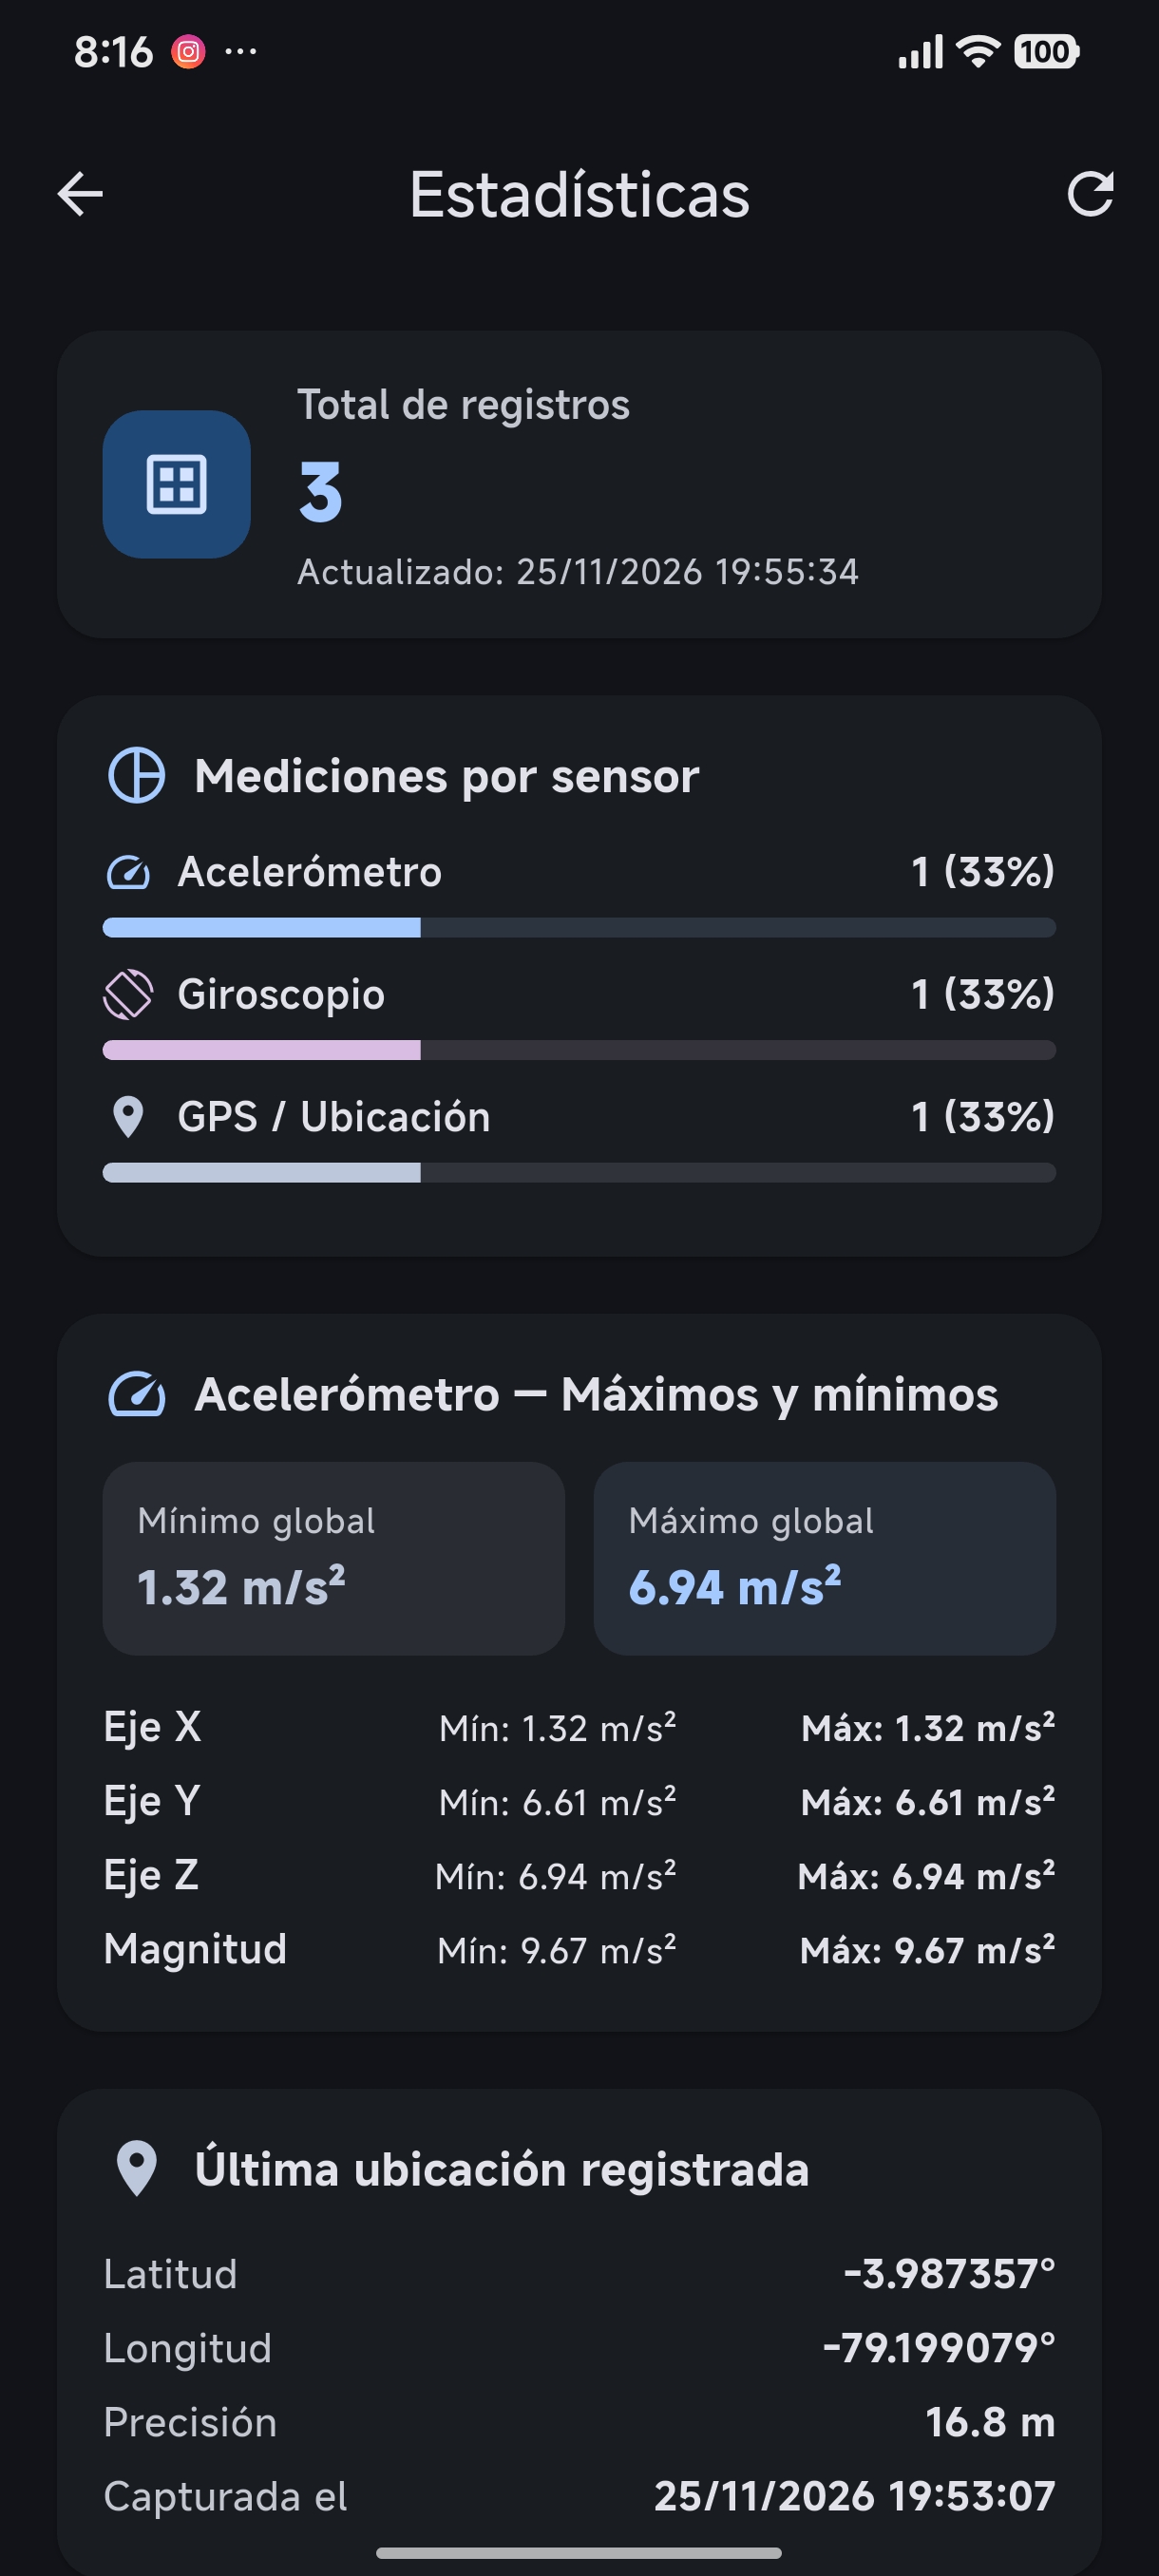 8:16 ... 100
Estadísticas
Total de registros
3
Actualizado: 25/11/2026 19:55:34
Mediciones por sensor
Acelerómetro 1 (33%)
Giroscopio 1 (33%)
GPS / Ubicación 1 (33%)
Acelerómetro — Máximos y mínimos
Mínimo global Máximo global
1.32 m/s² 6.94 m/s²
Eje X Mín: 1.32 m/s² Máx: 1.32 m/s²
Eje Y Mín: 6.61 m/s² Máx: 6.61 m/s²
Eje Z Mín: 6.94 m/s² Máx: 6.94 m/s²
Magnitud Mín: 9.67 m/s² Máx: 9.67 m/s²
Última ubicación registrada
Latitud -3.987357°
Longitud -79.199079°
Precisión 16.8 m
Capturada el 25/11/2026 19:53:07